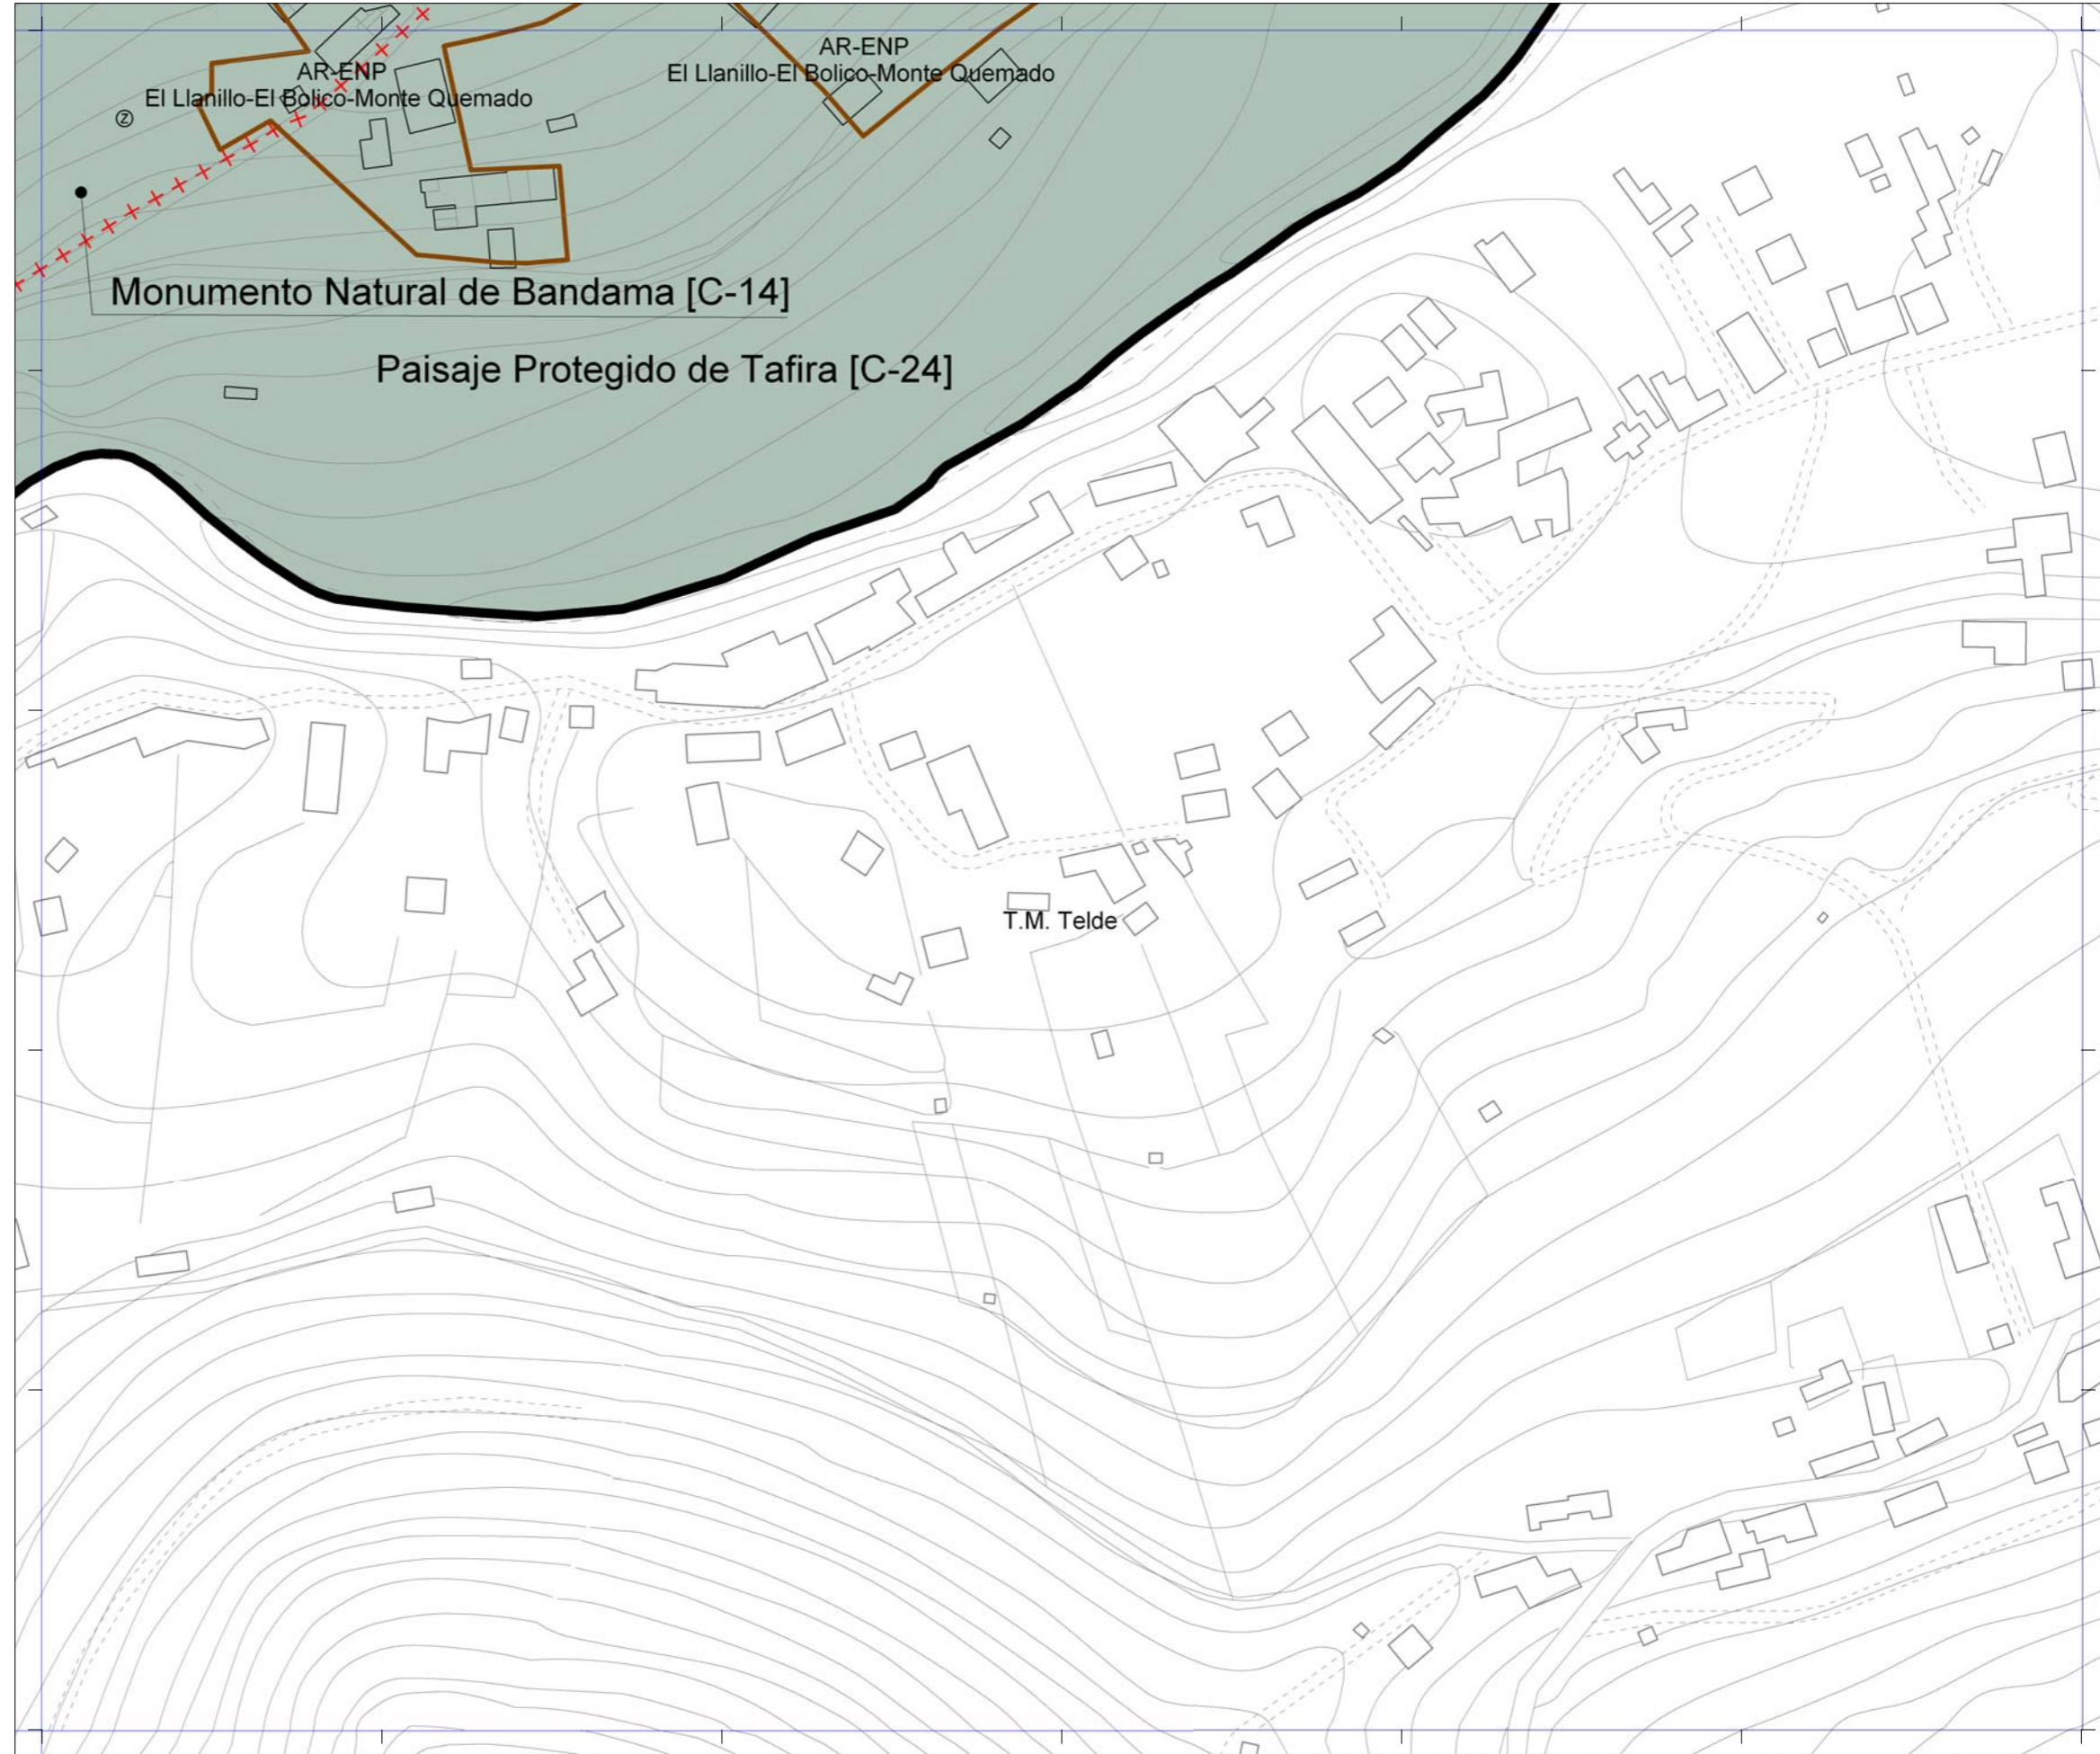 AR-ENP
El Llanillo-El Bolico-Monte Quemado
AR-ENP
El Llanillo-El Bolico-Monte Quemado
Z
Monumento Natural de Bandama [C-14]
Paisaje Protegido de Tafira [C-24]
T.M. Telde